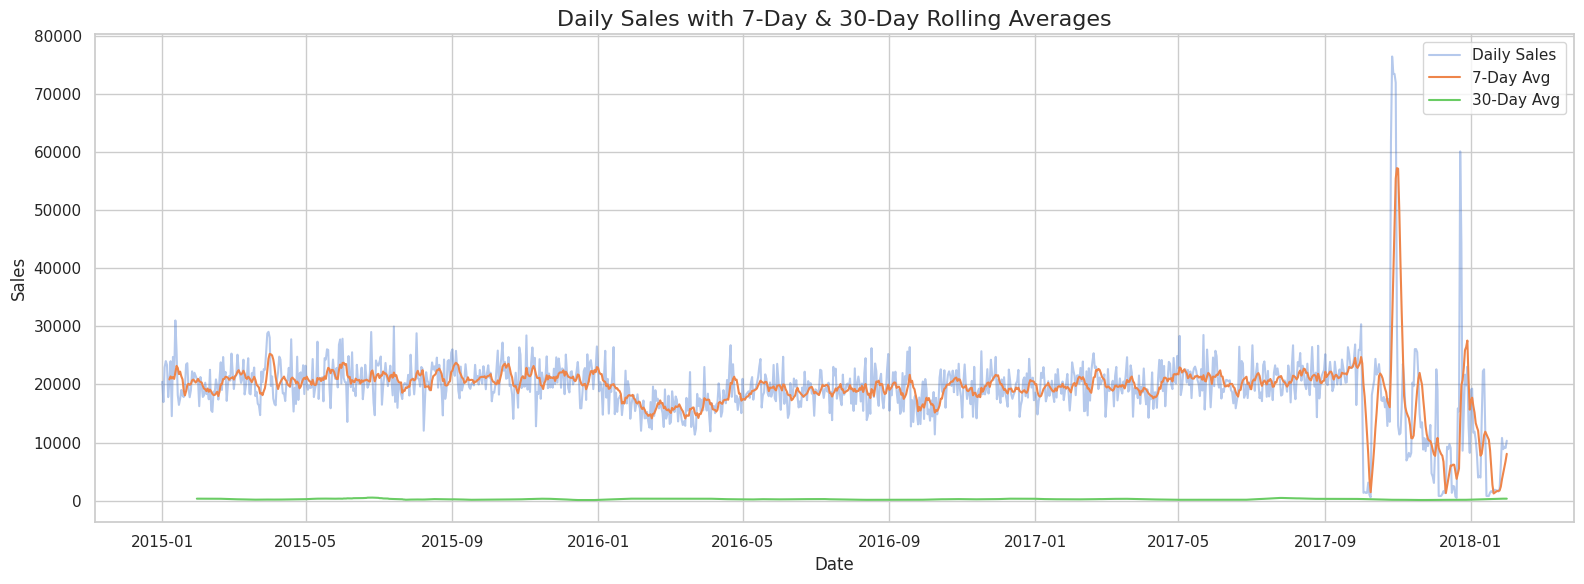 Daily Sales with 7-Day & 30-Day Rolling Averages
80000
70000
60000
50000
40000
30000
20000
10000
0
Sales
Daily Sales
7-Day Avg
30-Day Avg
2015-01 2015-05 2015-09 2016-01 2016-05 2016-09 2017-01 2017-05 2017-09 2018-01
Date